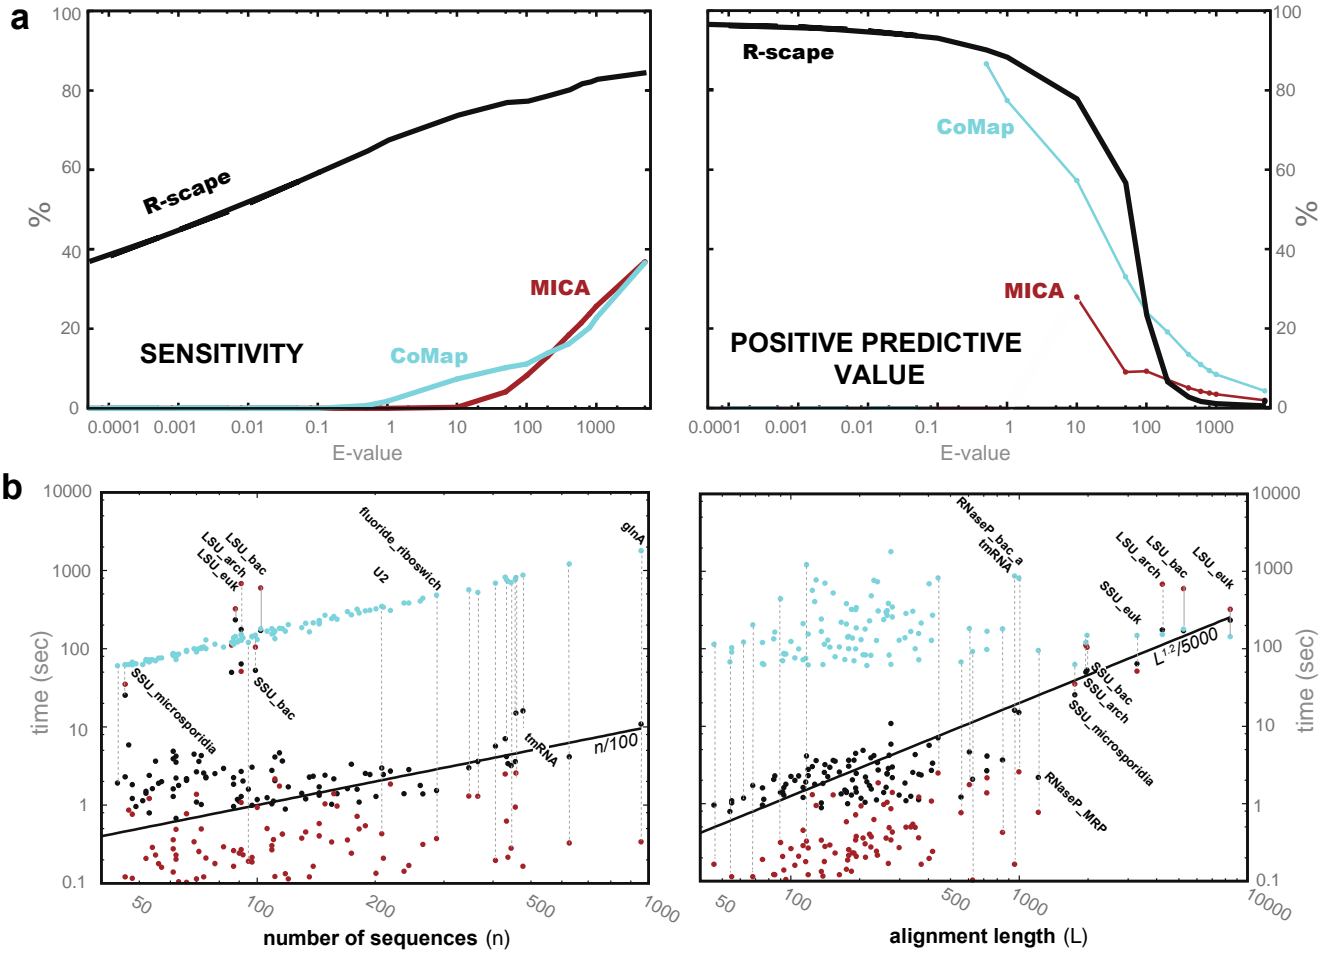 a
100
80
60
40
20
0
%
R-scape
MICA
CoMap
SENSITIVITY
0.0001 0.001 0.01 0.1 1 10 100 1000
E-value
100
80
60
40
20
0
%
R-scape
CoMap
MICA
POSITIVE PREDICTIVE
VALUE
0.0001 0.001 0.01 0.1 1 10 100 1000
E-value
b
10000
1000
100
10
1
0.1
time (sec)
LSU_bac
LSU_arch
LSU_euk
fluoride_riboswich
U2
glnA
SSU_microsporidia
SSU_bac
tmRNA
n/100
50 100 200 500 1000
number of sequences (n)
10000
1000
100
10
1
0.1
time (sec)
RNaseP_bac_a
tmRNA
LSU_arch
LSU_bac
LSU_euk
SSU_euk
L^1.2/5000
SSU_bac
SSU_arch
SSU_microsporidia
RNaseP_MRP
50 100 200 500 1000 10000
alignment length (L)